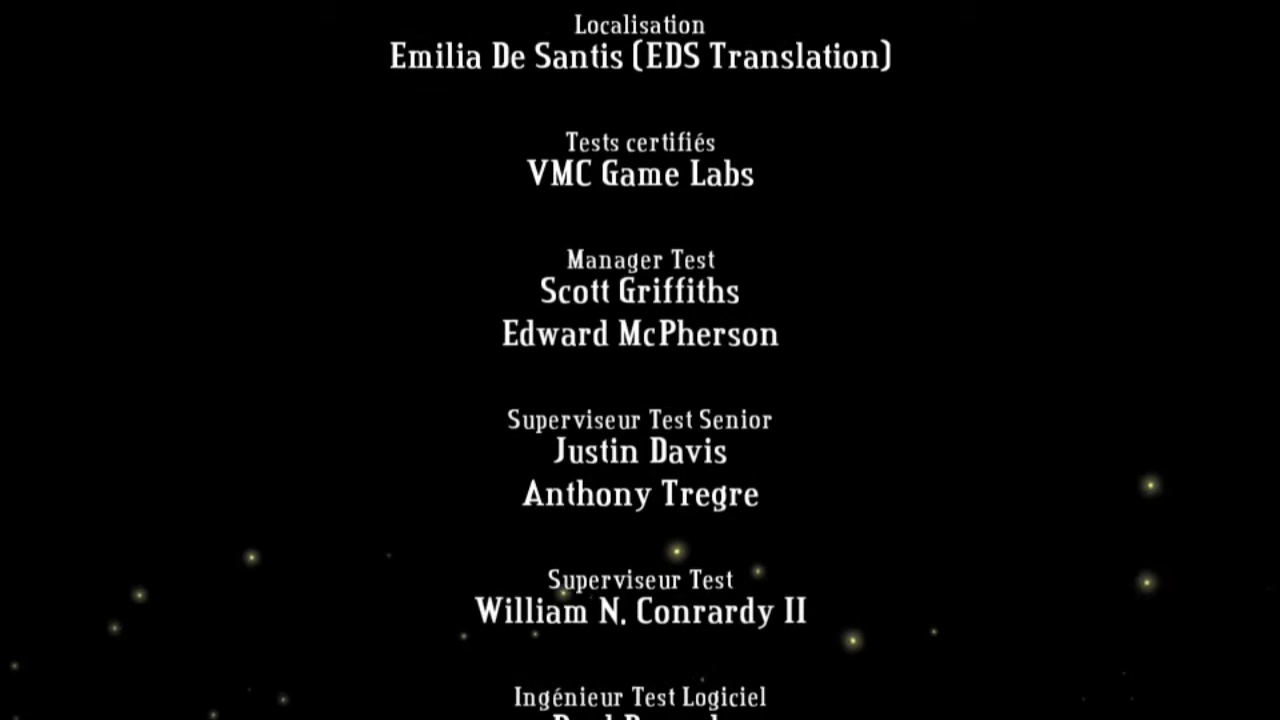 Localisation
Emilia De Santis (EDS Translation)
Tests certifiés
VMC Game Labs
Manager Test
Scott Griffiths
Edward McPherson
Superviseur Test Senior
Justin Davis
Anthony Tregre
Superviseur Test
William N. Conrardy II
Ingénieur Test Logiciel